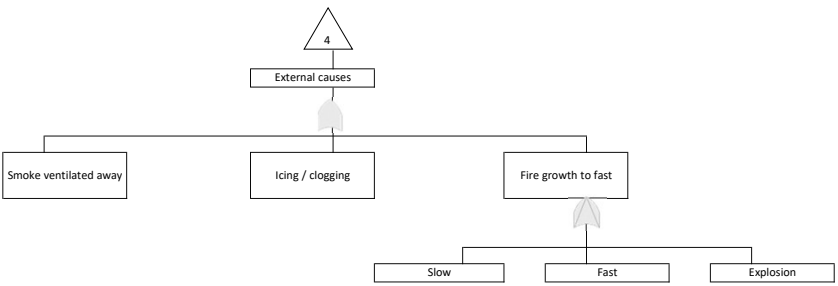 4
External causes
Smoke ventilated away
Icing / clogging
Fire growth to fast
Slow
Fast
Explosion